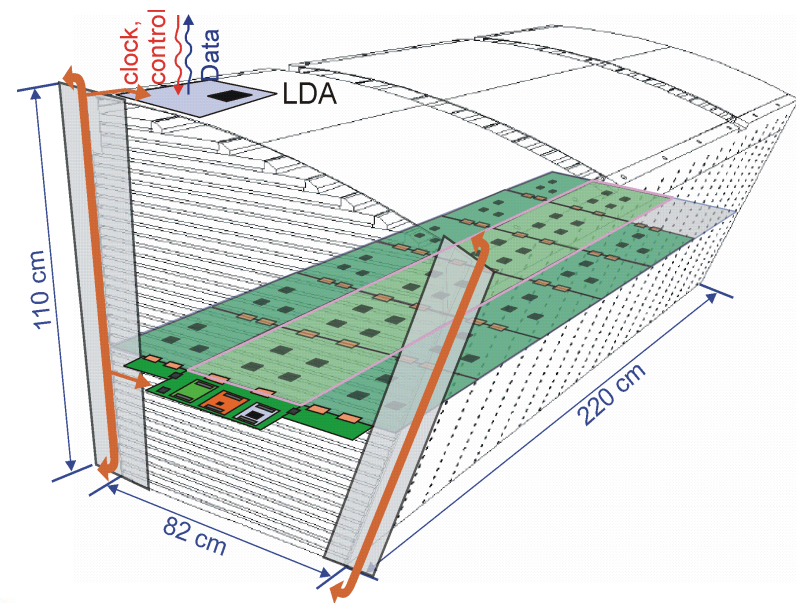 clock,
control
Data
LDA
110 cm
82 cm
220 cm